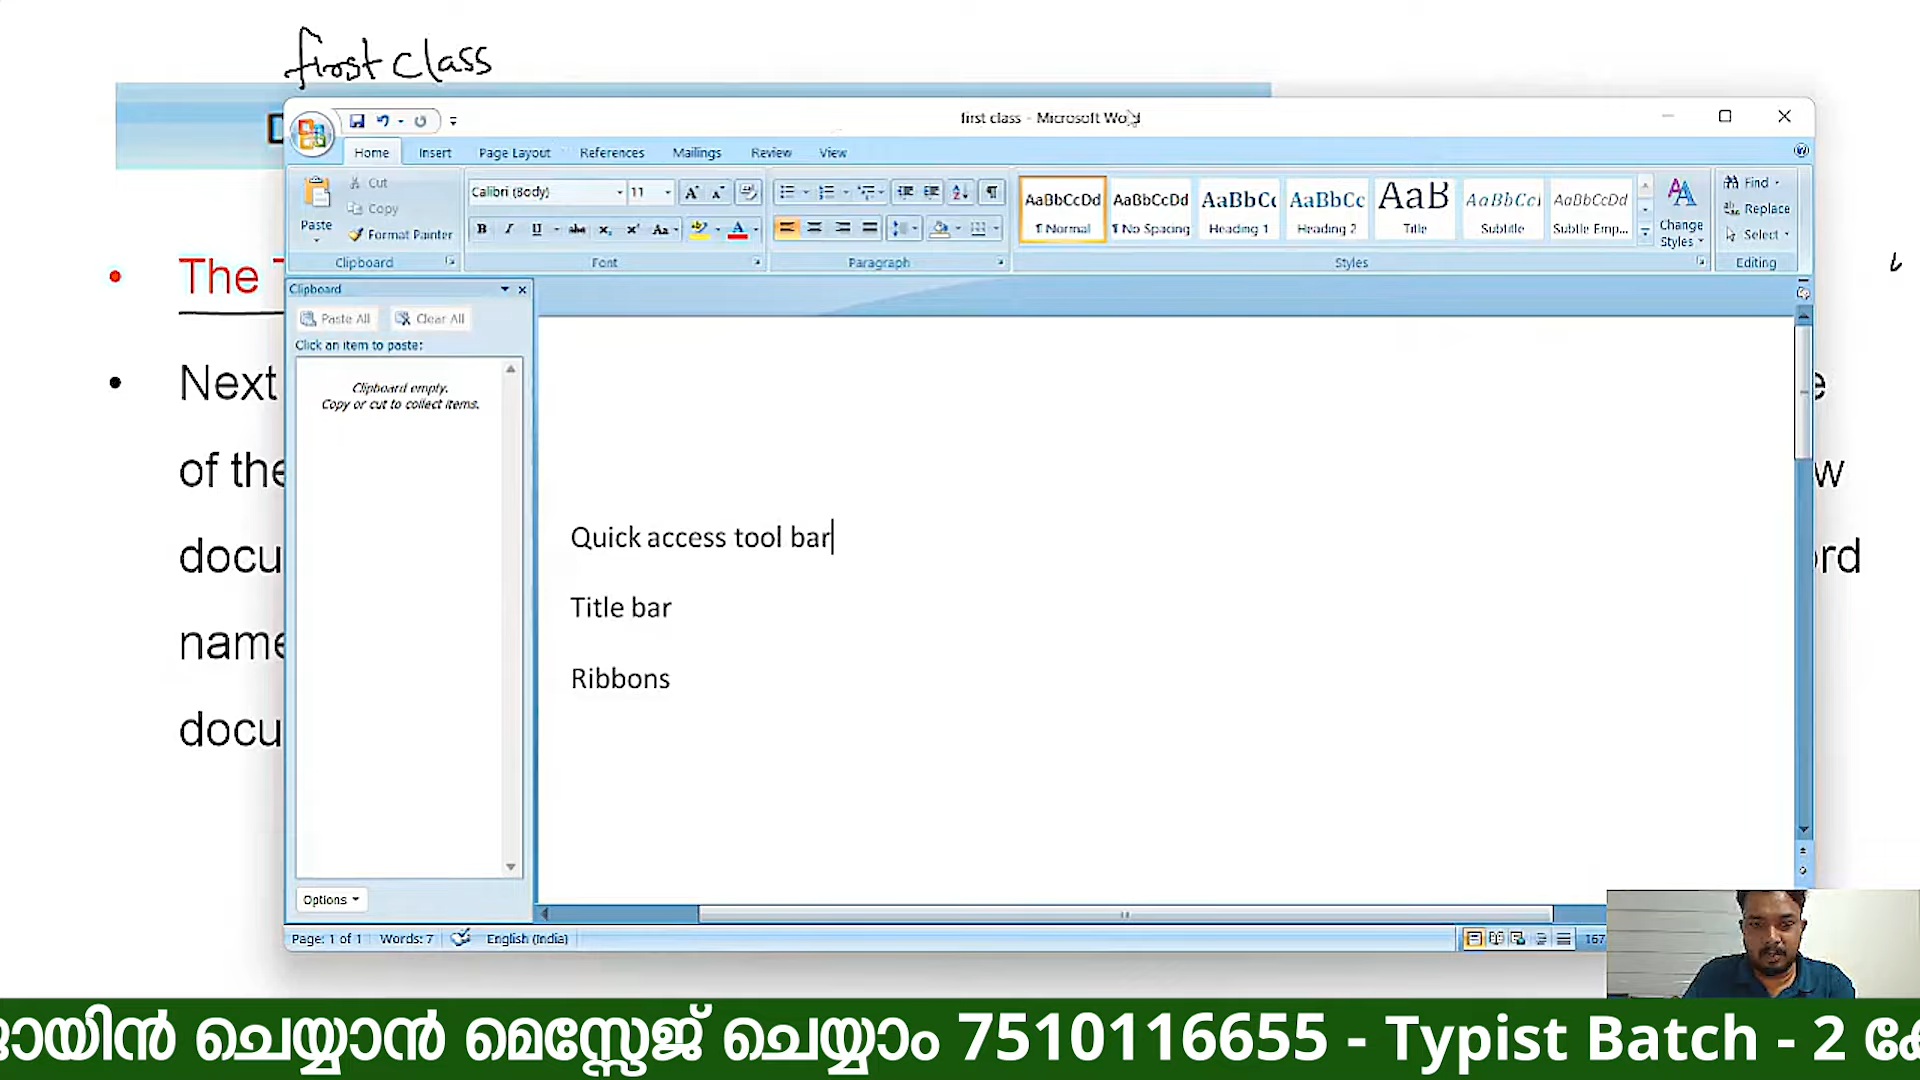 first class
first class - Microsoft Word
Home Insert Page Layout References Mailings Review View
Paste
Cut
Copy
Format Painter
Clipboard
Calibri (Body) 11
Font
Paragraph
AaBbCcDd AaBbCcDd AaBbCc AaBbCc AaB AaBbCcI AaBbCcDd
¶ Normal ¶ No Spacing Heading 1 Heading 2 Title Subtitle Subtle Emp...
Change Styles
Styles
Find
Replace
Select
Editing
Clipboard
Paste All Clear All
Click an item to paste:
Clipboard empty.
Copy or cut to collect items.
Options
Quick access tool bar
Title bar
Ribbons
Page: 1 of 1 Words: 7 English (India)
The
Next
of the
docu
name
docu
ജോയിൻ ചെയ്യാൻ മെസ്സേജ് ചെയ്യാം 7510116655 - Typist Batch - 2